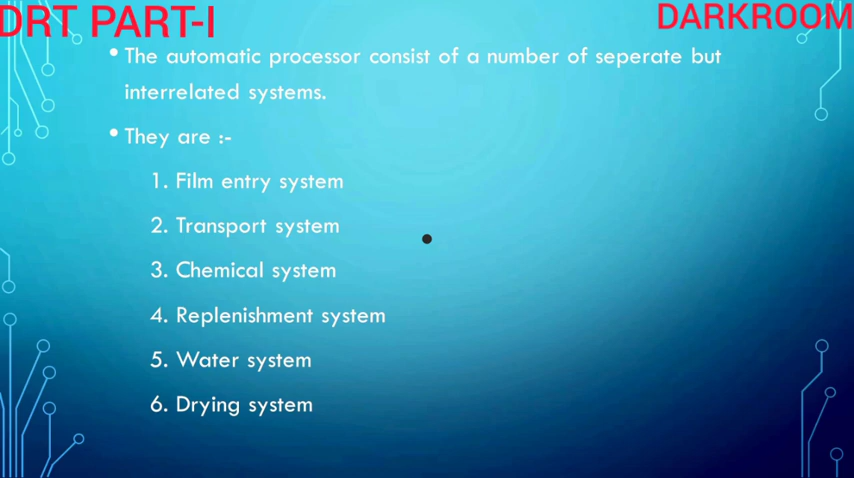 DRT PART-I
DARKROOM
• The automatic processor consist of a number of seperate but
interrelated systems.
• They are :-
1. Film entry system
2. Transport system
3. Chemical system
4. Replenishment system
5. Water system
6. Drying system